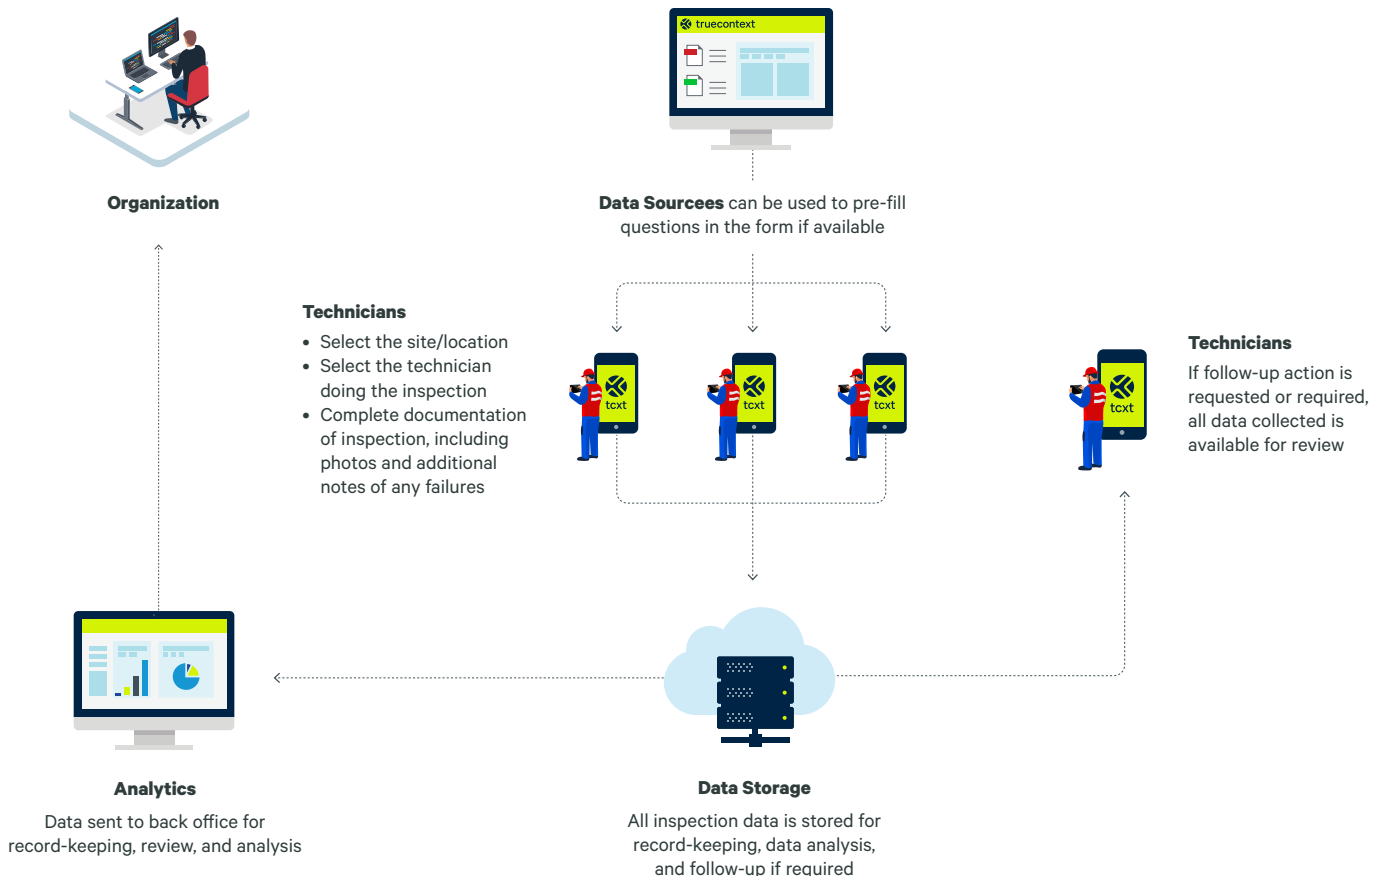 truecontext
Organization
Data Sourcees can be used to pre-fill
questions in the form if available
Technicians
• Select the site/location
• Select the technician
doing the inspection
• Complete documentation
of inspection, including
photos and additional
notes of any failures
tcxt
tcxt
tcxt
tcxt
Technicians
If follow-up action is
requested or required,
all data collected is
available for review
Analytics
Data sent to back office for
record-keeping, review, and analysis
Data Storage
All inspection data is stored for
record-keeping, data analysis,
and follow-up if required